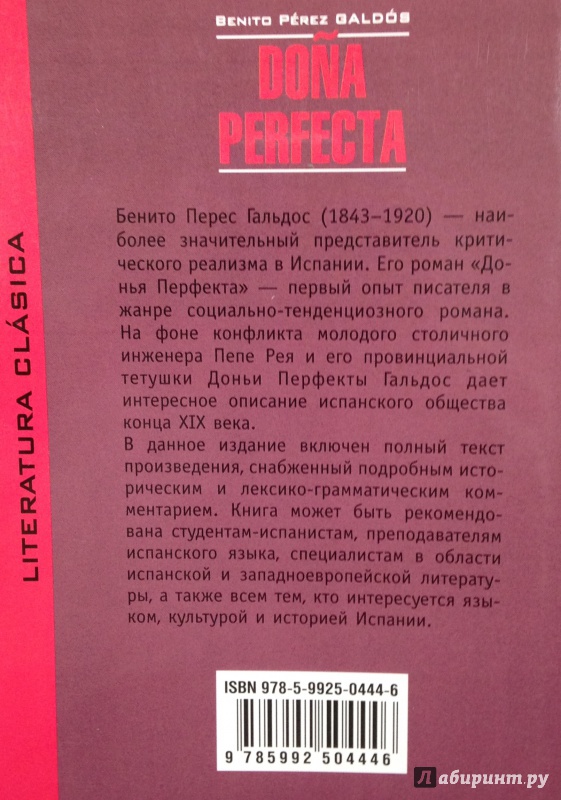 BENITO PÉREZ GALDÓS
DOÑA
PERFECTA
LITERATURA CLÁSICA
Бенито Перес Гальдос (1843–1920) — наи-
более значительный представитель крити-
ческого реализма в Испании. Его роман «До-
нья Перфекта» — первый опыт писателя в
жанре социально-тенденциозного романа.
На фоне конфликта молодого столичного
инженера Пепе Рея и его провинциальной
тетушки Доньи Перфекты Гальдос дает
интересное описание испанского общества
конца XIX века.
В данное издание включен полный текст
произведения, снабженный подробным исто-
рическим и лексико-грамматическим ком-
ментарием. Книга может быть рекомендо-
вана студентам-испанистам, преподавателям
испанского языка, специалистам в области
испанской и западноевропейской литерату-
ры, а также всем тем, кто интересуется язы-
ком, культурой и историей Испании.
ISBN 978-5-9925-0444-6
9 785992 504446
Лабиринт.ру